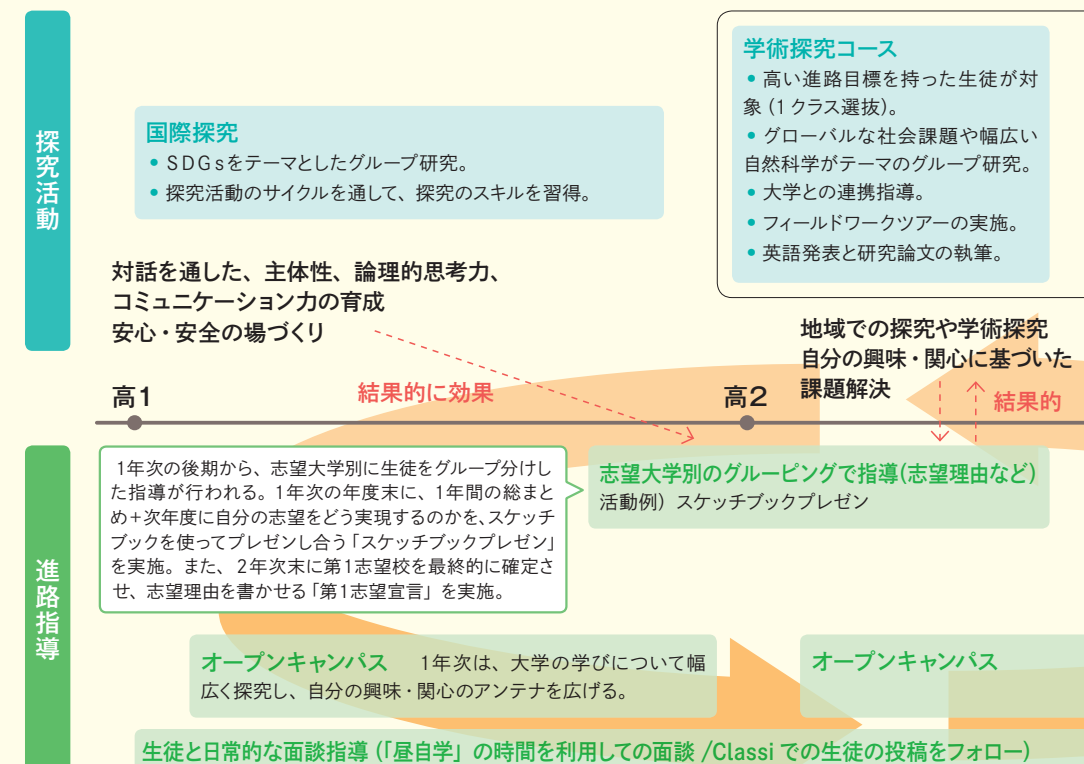 探究活動
国際探究
• SDGsをテーマとしたグループ研究。
• 探究活動のサイクルを通して、探究のスキルを習得。
学術探究コース
• 高い進路目標を持った生徒が対
象(1クラス選抜)。
• グローバルな社会課題や幅広い
自然科学がテーマのグループ研究。
• 大学との連携指導。
• フィールドワークツアーの実施。
• 英語発表と研究論文の執筆。
対話を通した、主体性、論理的思考力、
コミュニケーション力の育成
安心・安全の場づくり
地域での探究や学術探究
自分の興味・関心に基づいた
課題解決
高1
結果的に効果
高2
結果的
進路指導
1年次の後期から、志望大学別に生徒をグループ分けし
た指導が行われる。1年次の年度末に、1年間の総まと
め+次年度に自分の志望をどう実現するのかを、スケッチ
ブックを使ってプレゼンし合う「スケッチブックプレゼン」
を実施。また、2年次末に第1志望校を最終的に確定さ
せ、志望理由を書かせる「第1志望宣言」を実施。
志望大学別のグルーピングで指導(志望理由など)
活動例)スケッチブックプレゼン
オープンキャンパス 1年次は、大学の学びについて幅
広く探究し、自分の興味・関心のアンテナを広げる。
オープンキャンパス
生徒と日常的な面談指導(「昼自学」の時間を利用しての面談/Classiでの生徒の投稿をフォロー)